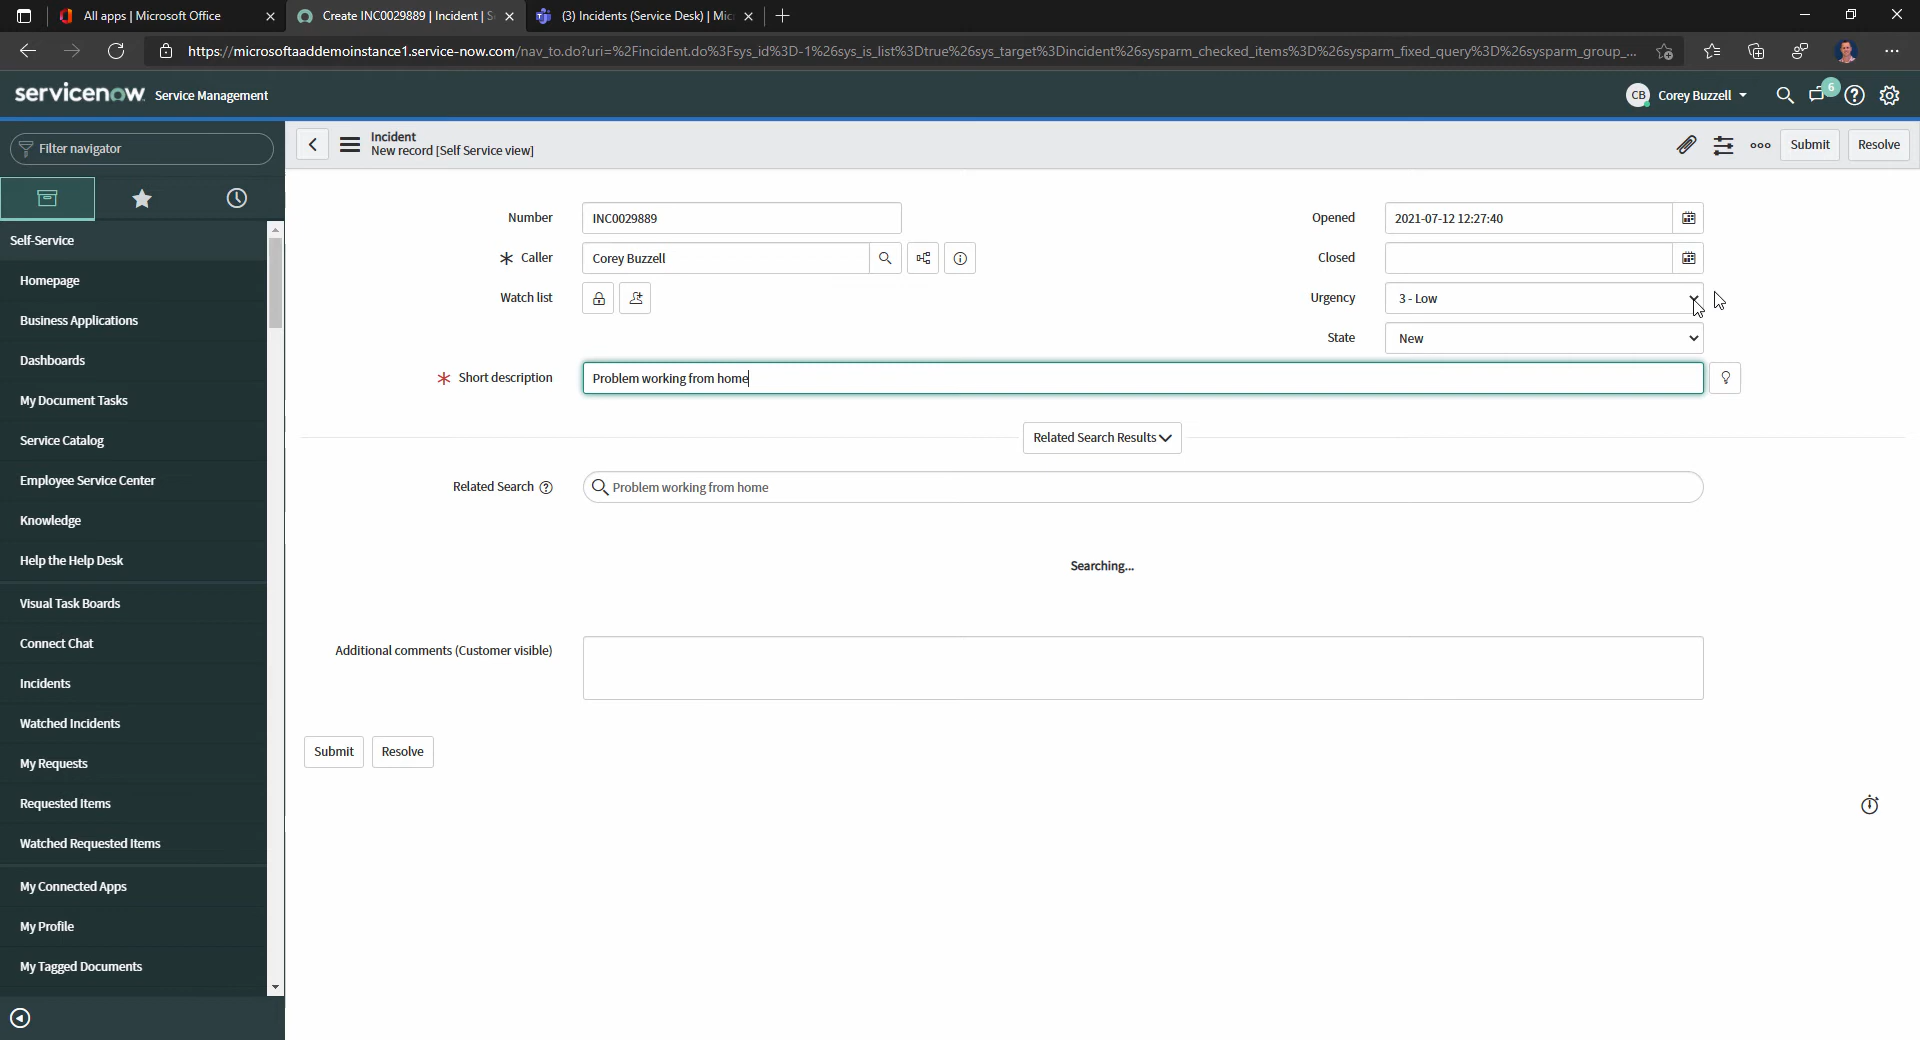 All apps | Microsoft Office
Create INC0029889 | Incident | S
(3) Incidents (Service Desk) | Mic
https://microsoftaaddemoinstance1.service-now.com/nav_to.do?uri=%2Fincident.do%3Fsys_id%3D-1%26sys_is_list%3Dtrue%26sys_target%3Dincident%26sysparm_checked_items%3D%26sysparm_fixed_query%3D%26sysparm_group_...
servicenow Service Management
CB Corey Buzzell
6
Filter navigator
Incident
New record [Self Service view]
Submit
Resolve
Self-Service
Homepage
Business Applications
Dashboards
My Document Tasks
Service Catalog
Employee Service Center
Knowledge
Help the Help Desk
Visual Task Boards
Connect Chat
Incidents
Watched Incidents
My Requests
Requested Items
Watched Requested Items
My Connected Apps
My Profile
My Tagged Documents
Number INC0029889
Opened 2021-07-12 12:27:40
Caller Corey Buzzell
Closed
Watch list
Urgency 3 - Low
State New
Short description Problem working from home
Related Search Results
Related Search Problem working from home
Searching...
Additional comments (Customer visible)
Submit
Resolve